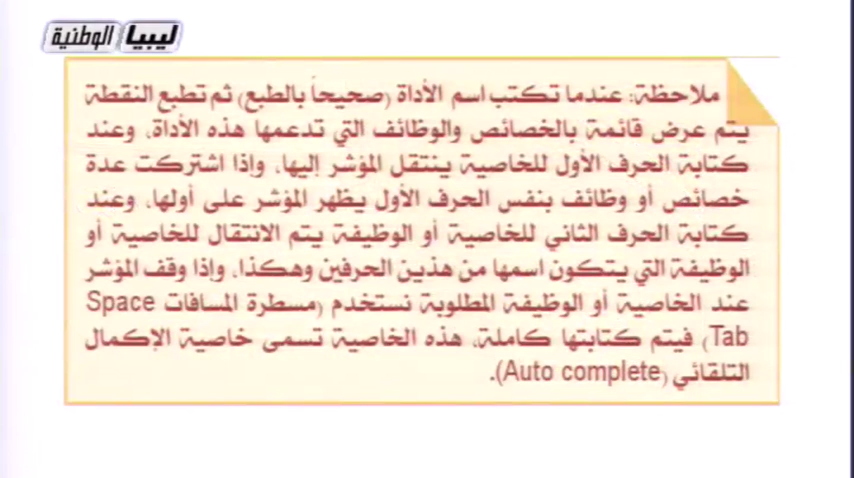 ليبيا الوطنية
ملاحظة: عندما تكتب اسم الأداة (صحيحاً بالطبع) ثم تطبع النقطة
يتم عرض قائمة بالخصائص والوظائف التي تدعمها هذه الأداة، وعند
كتابة الحرف الأول للخاصية ينتقل المؤشر إليها، وإذا اشتركت عدة
خصائص أو وظائف بنفس الحرف الأول يظهر المؤشر على أولها، وعند
كتابة الحرف الثاني للخاصية أو الوظيفة يتم الانتقال للخاصية أو
الوظيفة التي يتكون اسمها من هذين الحرفين وهكذا، وإذا وقف المؤشر
عند الخاصية أو الوظيفة المطلوبة نستخدم (مسطرة المسافات Space
Tab) فيتم كتابتها كاملة، هذه الخاصية تسمى خاصية الإكمال
التلقائي (Auto complete).